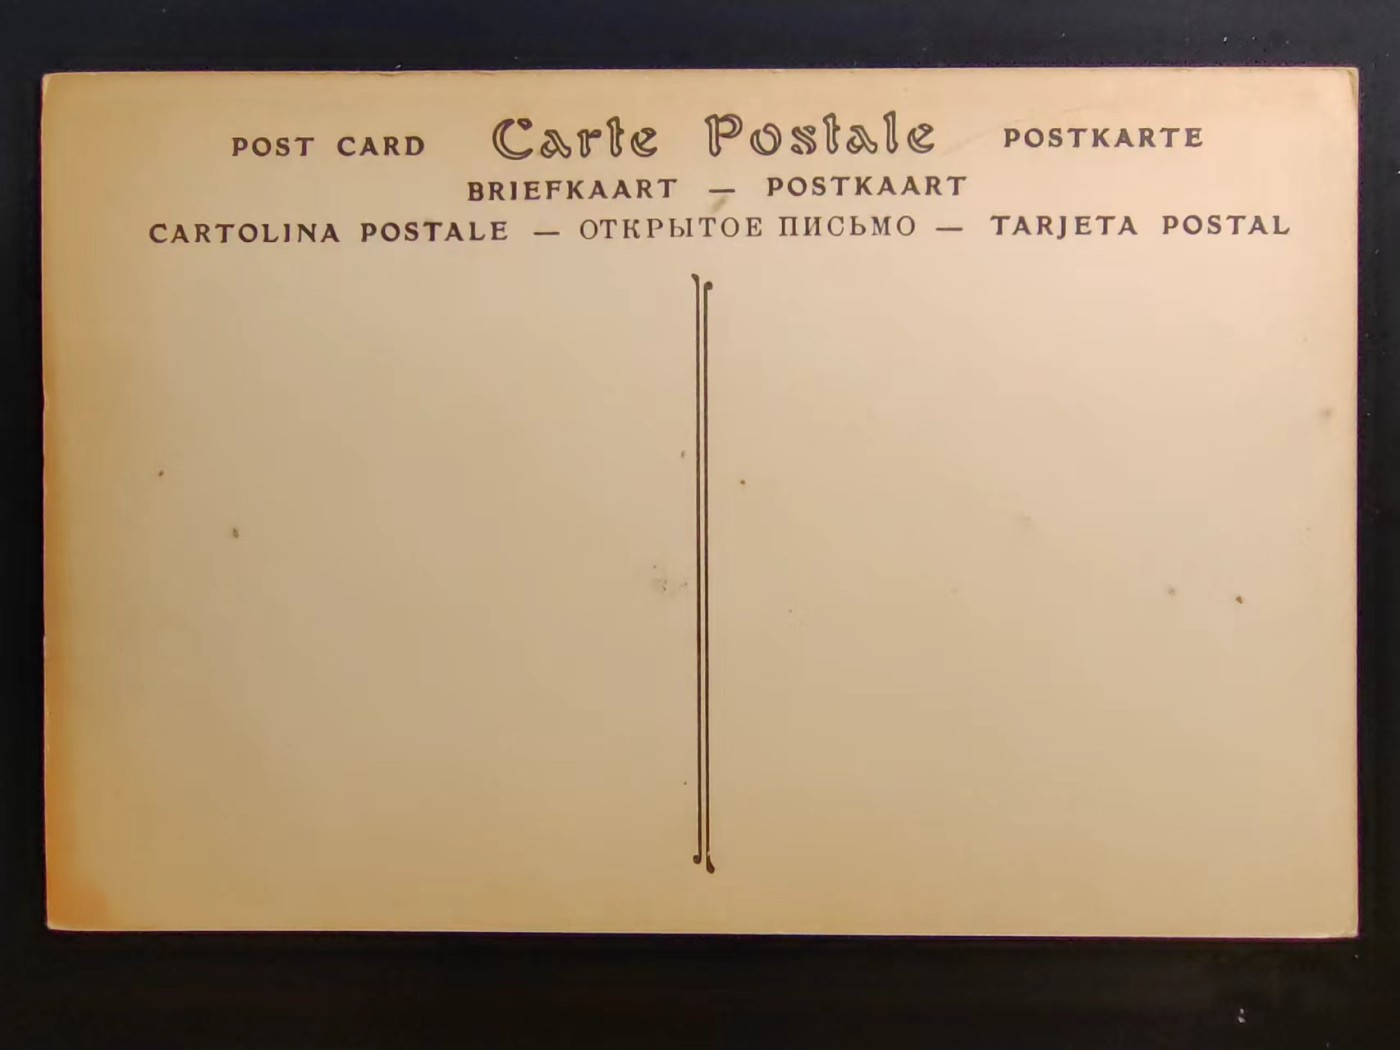 POST CARD Carte Postale POSTKARTE
BRIEFKAART — POSTKAART
CARTOLINA POSTALE — ОТКРЫТОЕ ПИСЬМО — TARJETA POSTAL